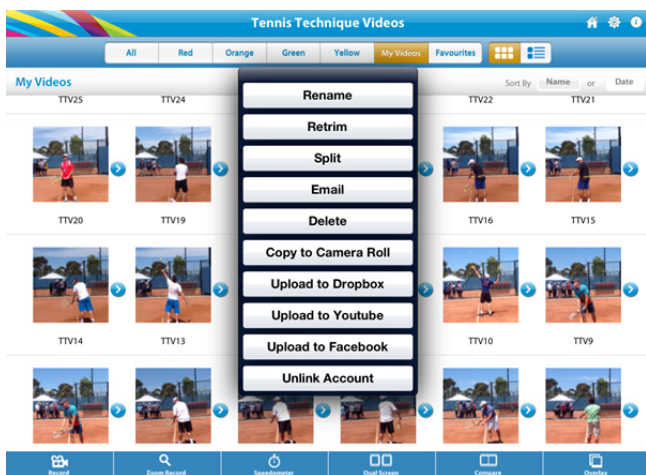 Tennis Technique Videos
All Red Orange Green Yellow My Videos Favourites
My Videos Sort By Name or Date
TTV25 TTV24 TTV22 TTV21
Rename
Retrim
Split
Email
Delete
Copy to Camera Roll
Upload to Dropbox
Upload to Youtube
Upload to Facebook
Unlink Account
TTV20 TTV19 TTV16 TTV15
TTV14 TTV13 TTV10 TTV9
Record Zoom Record Speedometer Dual Screen Compare Overlay